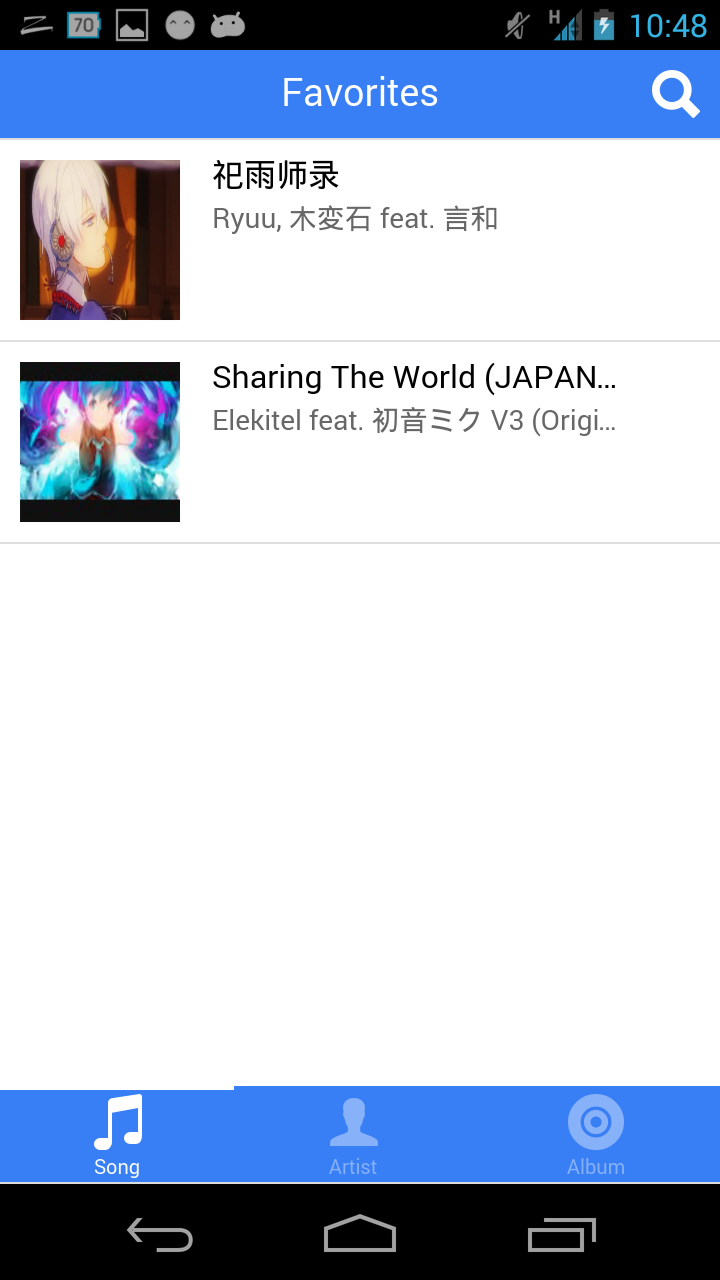 70
H
10:48
Favorites
祀雨师录
Ryuu, 木変石 feat. 言和
Sharing The World (JAPAN...
Elekitel feat. 初音ミク V3 (Origi...
Song
Artist
Album